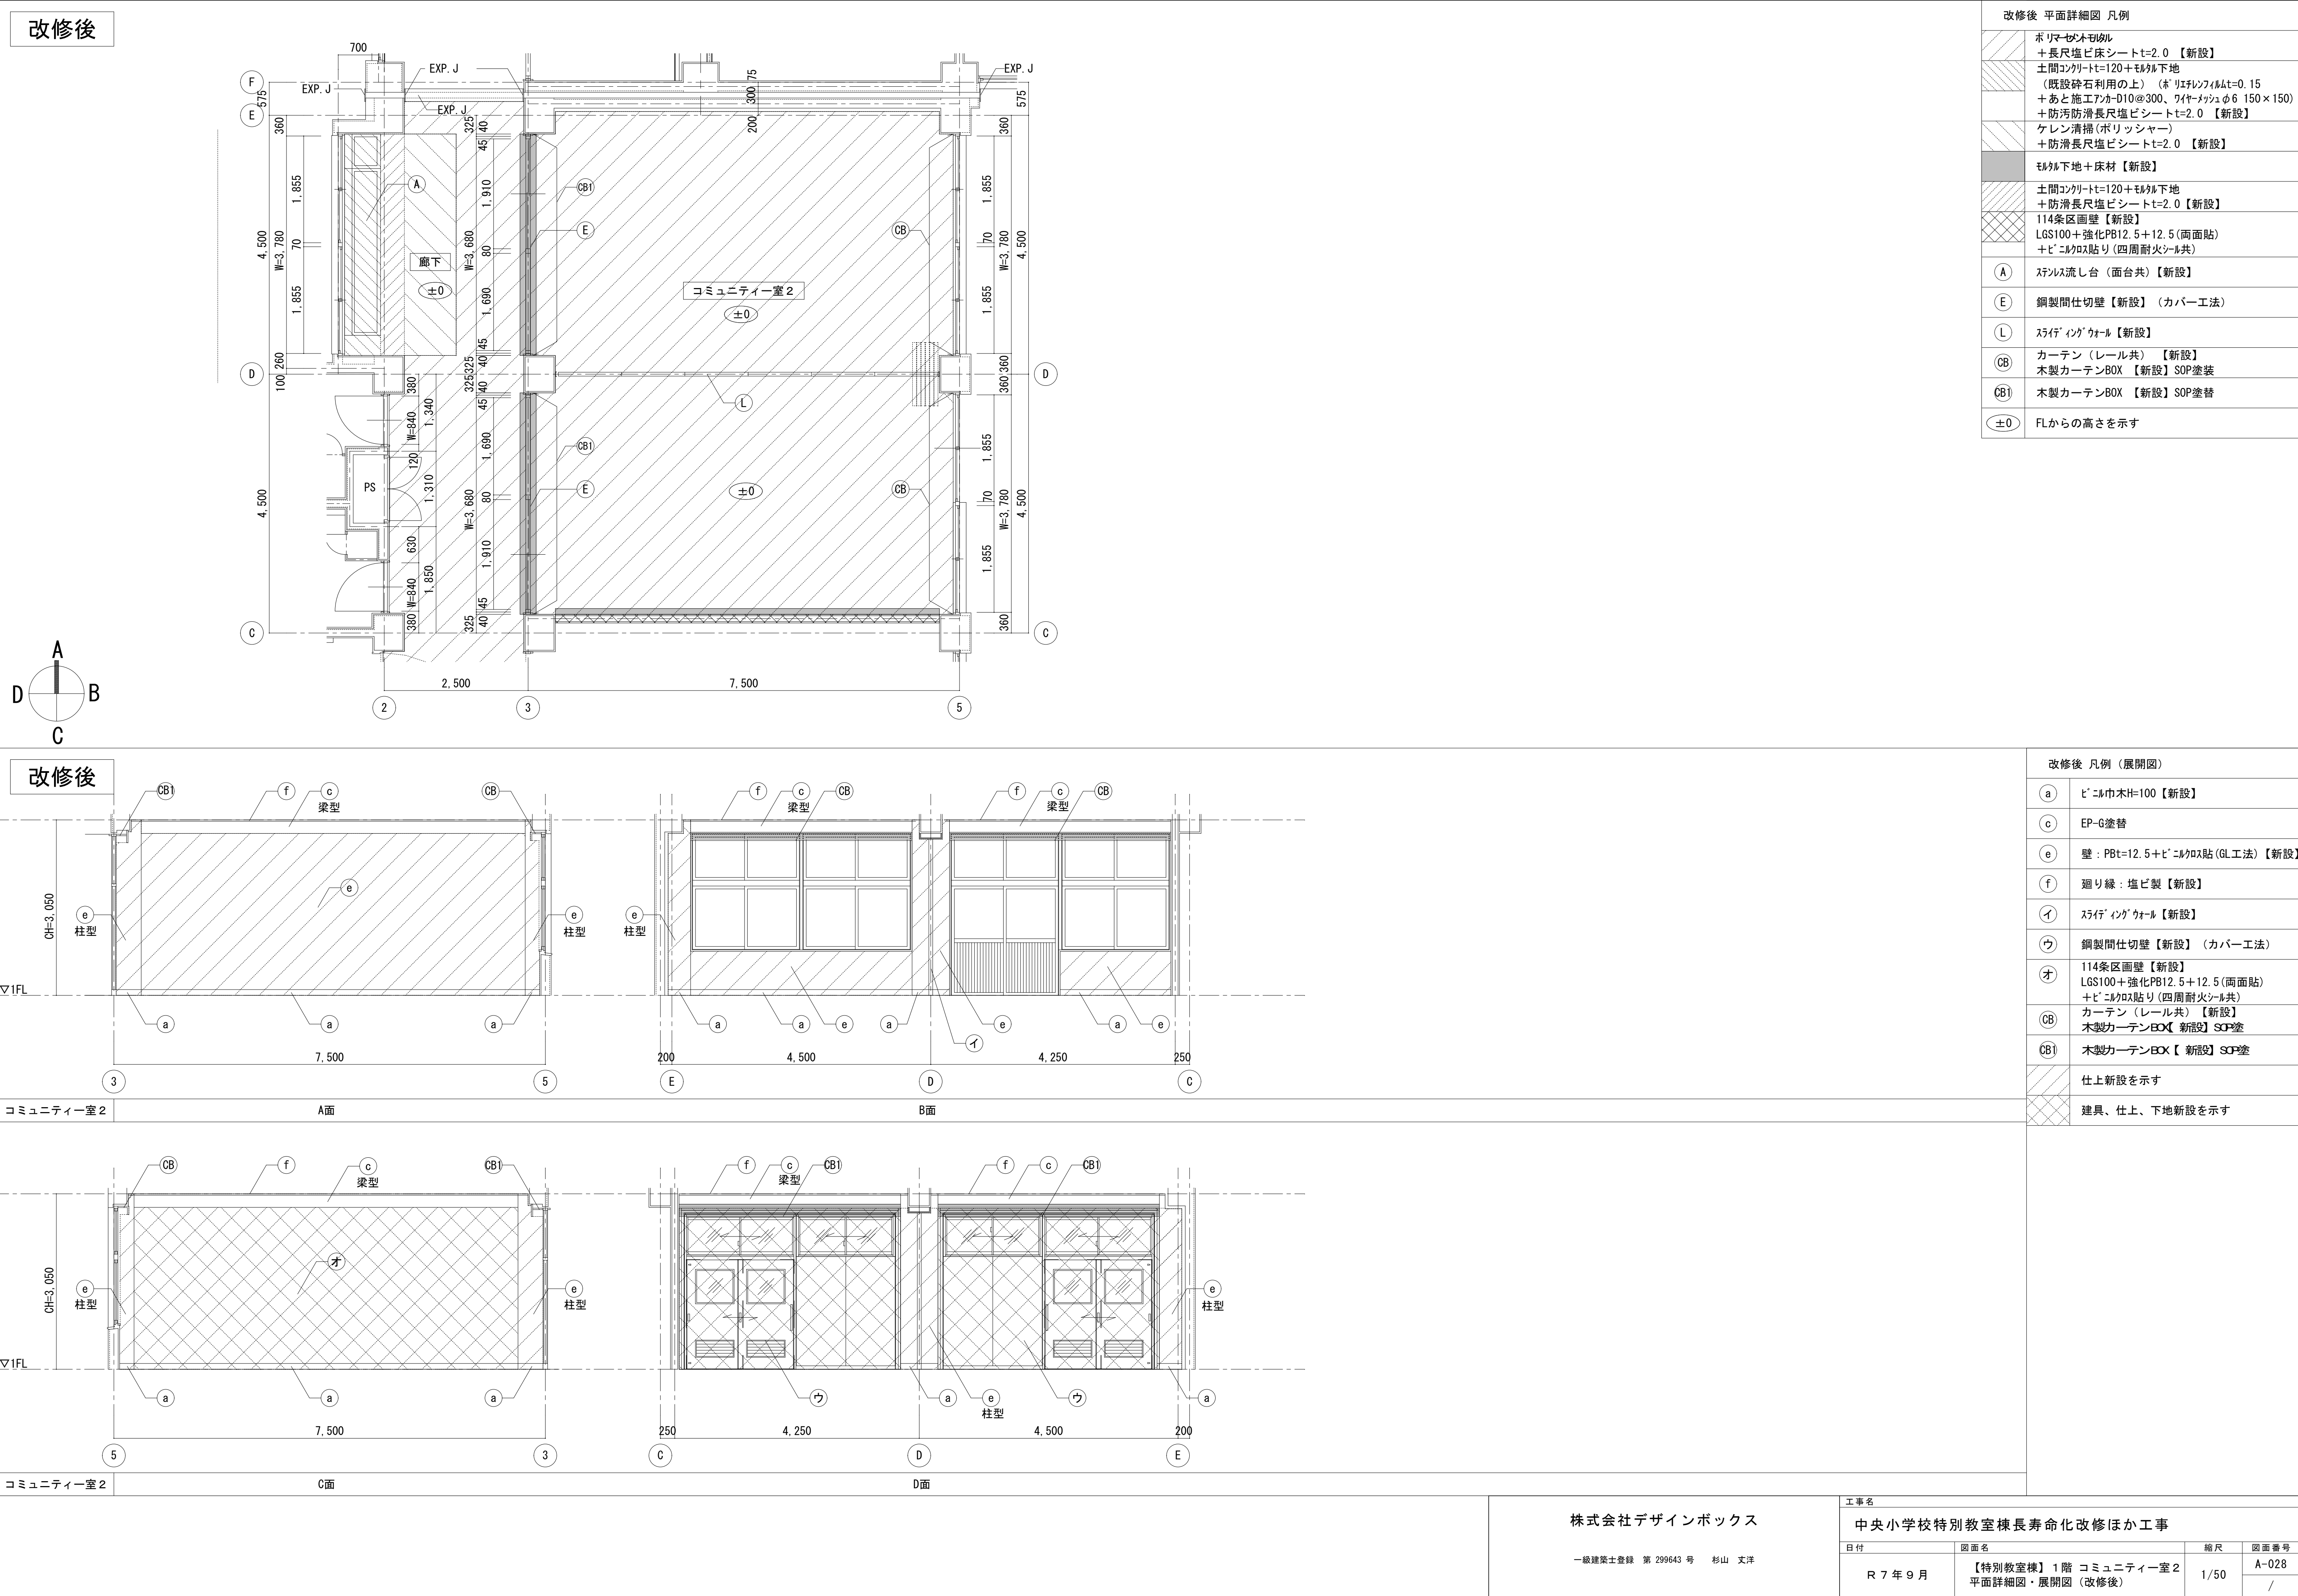 改修後
改修後 平面詳細図 凡例
ポリマーセメントモルタル
＋長尺塩ビ床シートt=2.0 【新設】
土間ｺﾝｸﾘｰﾄt=120＋ﾓﾙﾀﾙ下地
（既設砕石利用の上）（ﾎﾟﾘｴﾁﾚﾝﾌｨﾙﾑt=0.15
＋あと施工ｱﾝｶｰD10@300、ﾜｲﾔｰﾒｯｼｭφ6 150×150)
＋防汚防滑長尺塩ビシートt=2.0 【新設】
ケレン清掃(ポリッシャー)
＋防滑長尺塩ビシートt=2.0 【新設】
ﾓﾙﾀﾙ下地＋床材【新設】
土間ｺﾝｸﾘｰﾄt=120＋ﾓﾙﾀﾙ下地
＋防滑長尺塩ビシートt=2.0【新設】
114条区画壁【新設】
LGS100＋強化PB12.5＋12.5(両面貼)
＋ﾋﾞﾆﾙｸﾛｽ貼り(四周耐火ｼｰﾙ共)
A ｽﾃﾝﾚｽ流し台（面台共)【新設】
E 鋼製間仕切壁【新設】（カバー工法）
L ｽﾗｲﾃﾞｨﾝｸﾞｳｫｰﾙ【新設】
CB カーテン（レール共） 【新設】
木製カーテンBOX 【新設】SOP塗装
CB1 木製カーテンBOX 【新設】SOP塗替
±0 FLからの高さを示す
700
EXP.J
EXP.J
EXP.J
EXP.J
F
E
D
C
575
360
4,500
W=3,780
1,855
70
1,855
260
100
4,500
A
廊下
±0
325
40
45
1,910
W=3,680
80
1,690
45
40
325
325
40
45
1,690
W=3,680
80
1,910
45
40
325
380
W=840
1,340
120
1,310
PS
630
1,850
W=840
380
75
300
200
CB1
E
CB
コミュニティー室２
±0
L
CB1
E
CB
±0
575
360
1,855
70
W=3,780
4,500
1,855
360
360
1,855
70
W=3,780
4,500
1,855
360
D
C
2,500
7,500
2
3
5
A
B
C
D
改修後
CB1
f
c
梁型
CB
CH=3,050
e
柱型
e
e
柱型
▽1FL
a
a
a
7,500
3
5
コミュニティー室２
A面
f
c
梁型
CB
f
c
梁型
CB
e
柱型
a
a
e
a
イ
e
a
e
200
4,500
4,250
250
E
D
C
B面
CB
f
c
梁型
CB1
CH=3,050
e
柱型
オ
e
柱型
▽1FL
a
a
a
7,500
5
3
コミュニティー室２
C面
f
c
梁型
CB1
f
c
CB1
e
柱型
ウ
a
e
柱型
ウ
a
250
4,250
4,500
200
C
D
E
D面
改修後 凡例（展開図）
a ﾋﾞﾆﾙ巾木H=100【新設】
c EP-G塗替
e 壁：PBt=12.5＋ﾋﾞﾆﾙｸﾛｽ貼(GL工法)【新設】
f 廻り縁：塩ビ製【新設】
イ ｽﾗｲﾃﾞｨﾝｸﾞｳｫｰﾙ【新設】
ウ 鋼製間仕切壁【新設】（カバー工法）
オ 114条区画壁【新設】
LGS100＋強化PB12.5＋12.5(両面貼)
＋ﾋﾞﾆﾙｸﾛｽ貼り(四周耐火ｼｰﾙ共)
CB カーテン（レール共）【新設】
木製カーテンBOX【新設】SOP塗
CB1 木製カーテンBOX【新設】SOP塗
仕上新設を示す
建具、仕上、下地新設を示す
株式会社デザインボックス
一級建築士登録 第 299643 号 杉山 丈洋
工事名
中央小学校特別教室棟長寿命化改修ほか工事
日付
図面名
縮尺
図面番号
Ｒ７年９月
【特別教室棟】１階 コミュニティー室２
平面詳細図・展開図（改修後）
1/50
A-028
/